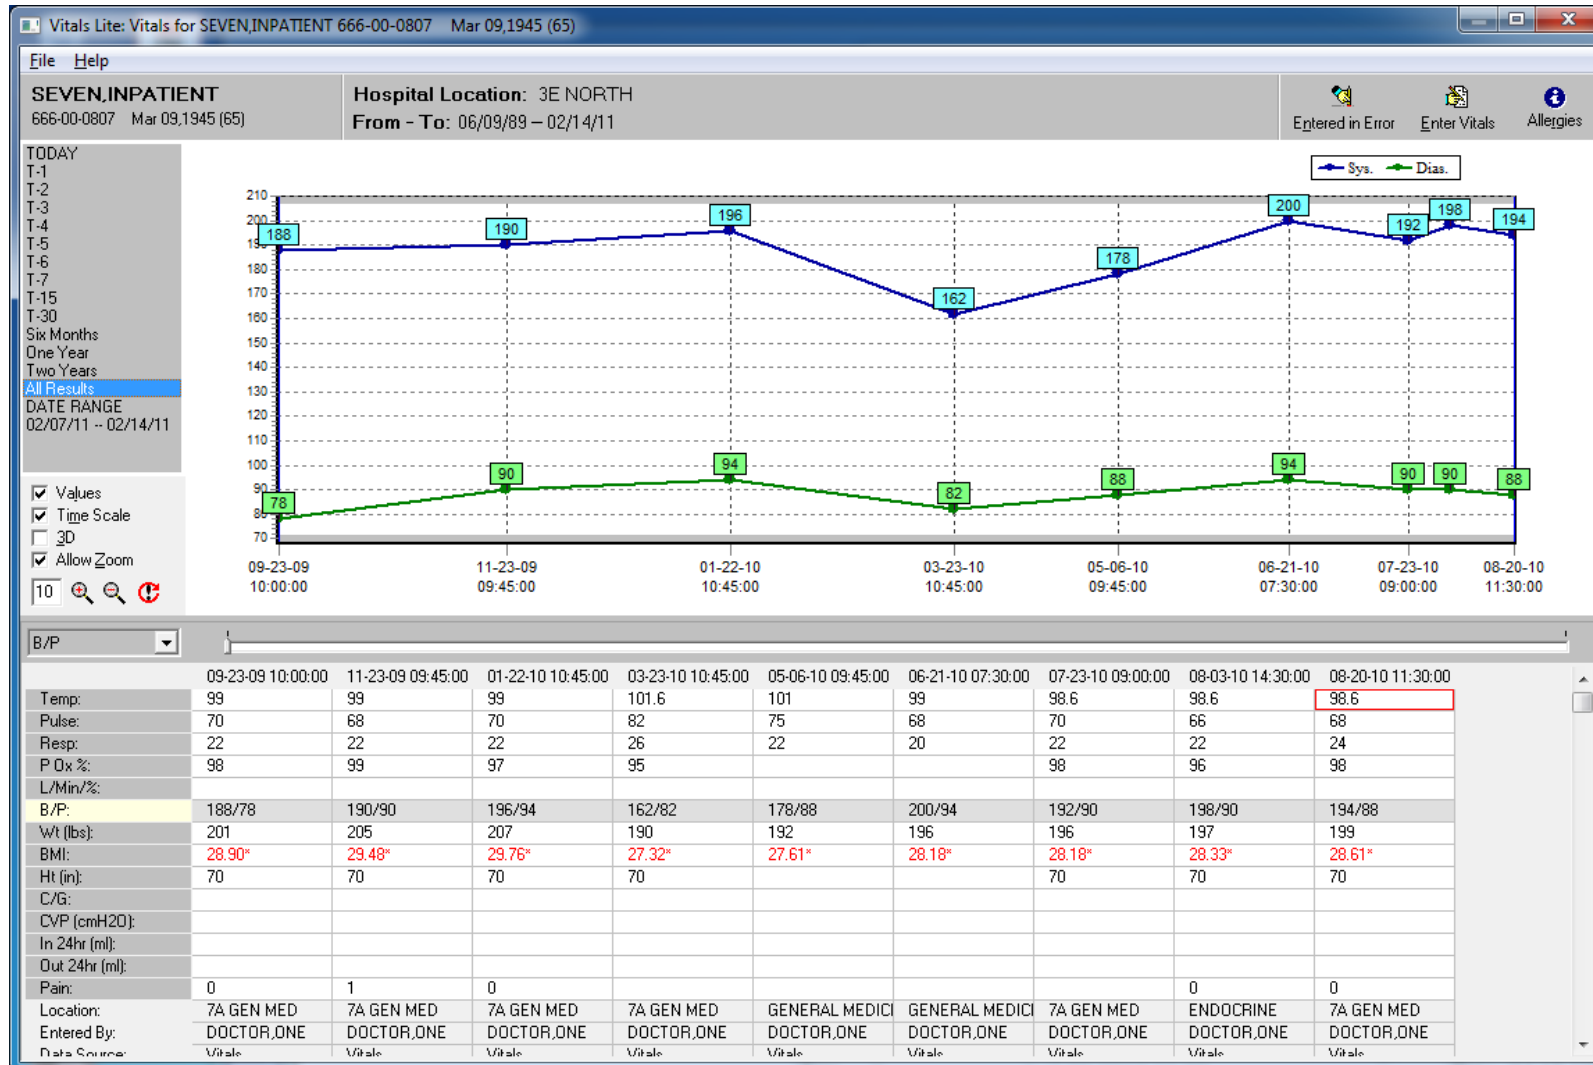 Vitals Lite: Vitals for SEVEN,INPATIENT 666-00-0807 Mar 09,1945 (65)
File Help
SEVEN,INPATIENT
666-00-0807 Mar 09,1945 (65)
Hospital Location: 3E NORTH
From - To: 06/09/89 -- 02/14/11
Entered in Error Enter Vitals Allergies
TODAY
T-1
T-2
T-3
T-4
T-5
T-6
T-7
T-15
T-30
Six Months
One Year
Two Years
All Results
DATE RANGE
02/07/11 -- 02/14/11
Values
Time Scale
3D
Allow Zoom
10
Sys. Dias.
210
200
190
180
170
160
150
140
130
120
110
100
90
80
70
188 190 196 162 178 200 192 198 194
78 90 94 82 88 94 90 90 88
09-23-09 11-23-09 01-22-10 03-23-10 05-06-10 06-21-10 07-23-10 08-20-10
10:00:00 09:45:00 10:45:00 10:45:00 09:45:00 07:30:00 09:00:00 11:30:00
B/P
09-23-09 10:00:00 11-23-09 09:45:00 01-22-10 10:45:00 03-23-10 10:45:00 05-06-10 09:45:00 06-21-10 07:30:00 07-23-10 09:00:00 08-03-10 14:30:00 08-20-10 11:30:00
Temp: 99 99 99 101.6 101 99 98.6 98.6 98.6
Pulse: 70 68 70 82 75 68 70 66 68
Resp: 22 22 22 26 22 20 22 22 24
P Ox %: 98 99 97 95 98 96 98
L/Min/%:
B/P: 188/78 190/90 196/94 162/82 178/88 200/94 192/90 198/90 194/88
Wt (lbs): 201 205 207 190 192 196 196 197 199
BMI: 28.90* 29.48* 29.76* 27.32* 27.61* 28.18* 28.18* 28.33* 28.61*
Ht (in): 70 70 70 70 70 70 70
C/G:
CVP (cmH2O):
In 24hr (ml):
Out 24hr (ml):
Pain: 0 1 0 0 0
Location: 7A GEN MED 7A GEN MED 7A GEN MED 7A GEN MED GENERAL MEDICI GENERAL MEDICI 7A GEN MED ENDOCRINE 7A GEN MED
Entered By: DOCTOR,ONE DOCTOR,ONE DOCTOR,ONE DOCTOR,ONE DOCTOR,ONE DOCTOR,ONE DOCTOR,ONE DOCTOR,ONE DOCTOR,ONE
Data Source: Vitals Vitals Vitals Vitals Vitals Vitals Vitals Vitals Vitals